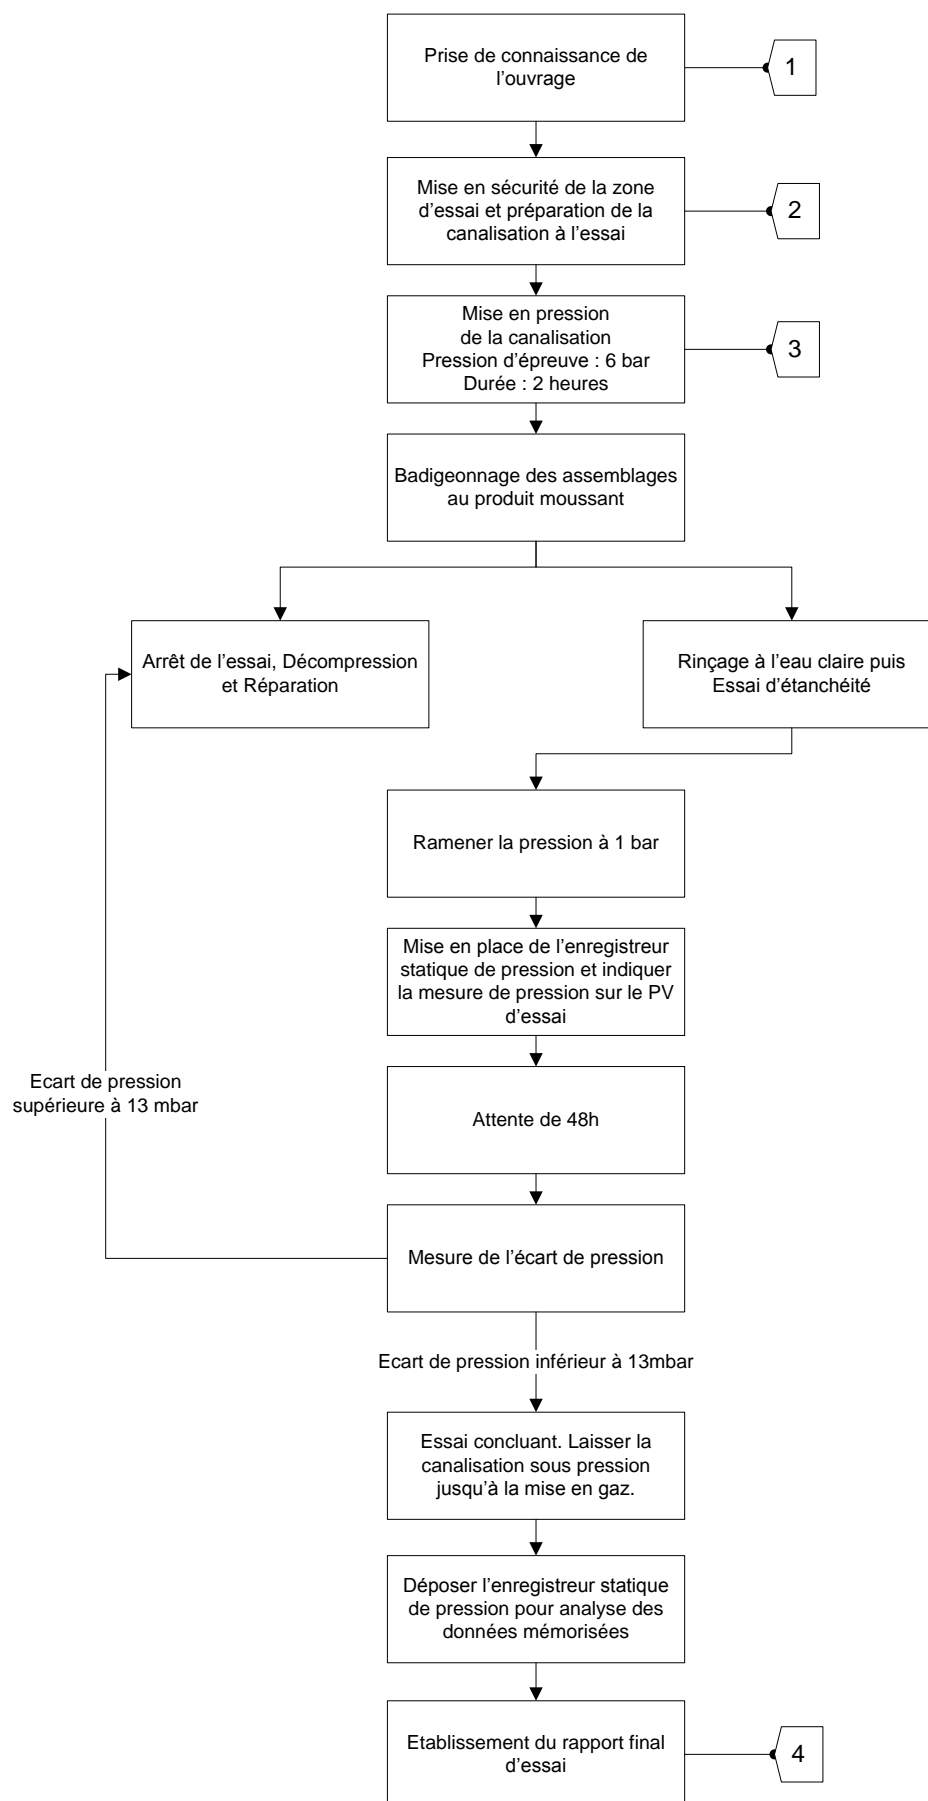 Prise de connaissance de
l’ouvrage
1
Mise en sécurité de la zone
d’essai et préparation de la
canalisation à l’essai
2
Mise en pression
de la canalisation
Pression d’épreuve : 6 bar
Durée : 2 heures
3
Badigeonnage des assemblages
au produit moussant
Arrêt de l’essai, Décompression
et Réparation
Rinçage à l’eau claire puis
Essai d’étanchéité
Ramener la pression à 1 bar
Mise en place de l’enregistreur
statique de pression et indiquer
la mesure de pression sur le PV
d’essai
Ecart de pression
supérieure à 13 mbar
Attente de 48h
Mesure de l’écart de pression
Ecart de pression inférieur à 13mbar
Essai concluant. Laisser la
canalisation sous pression
jusqu’à la mise en gaz.
Déposer l’enregistreur statique
de pression pour analyse des
données mémorisées
Etablissement du rapport final
d’essai
4